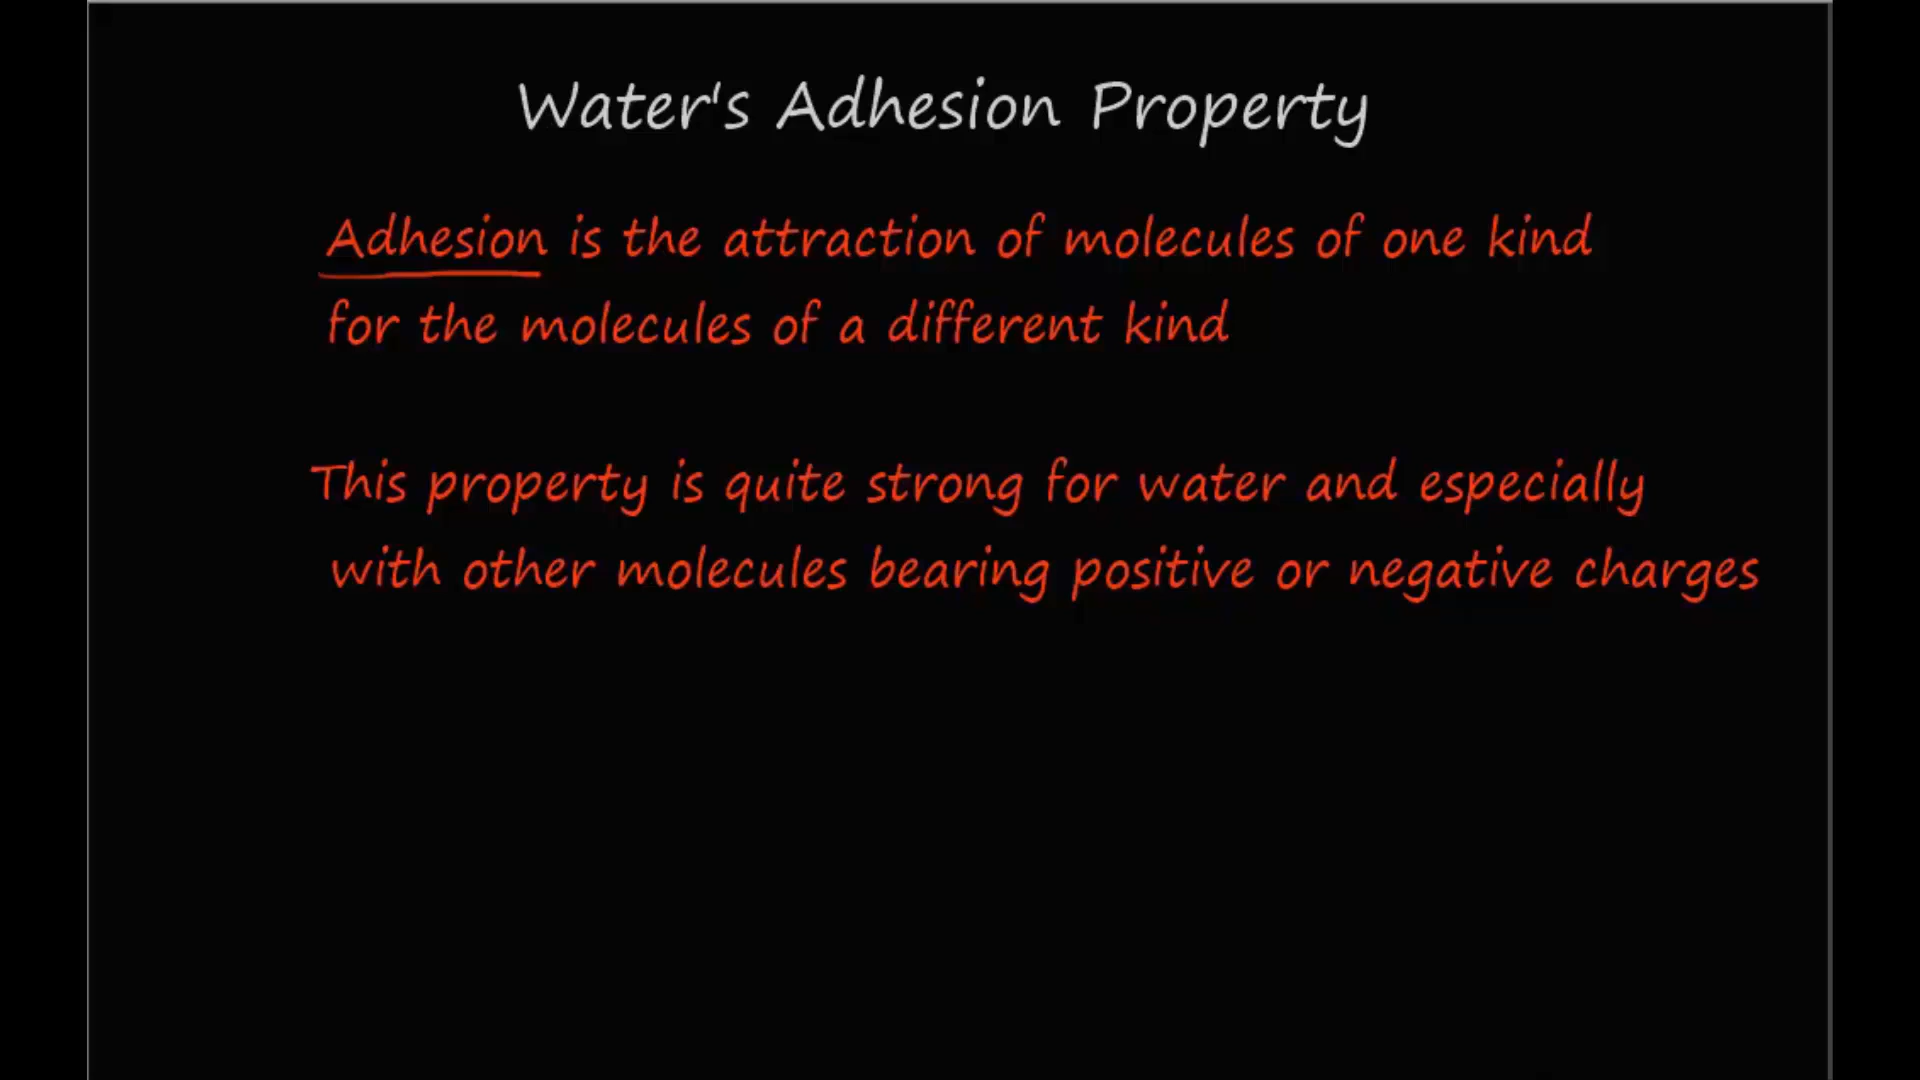 Water's Adhesion Property
Adhesion is the attraction of molecules of one kind
for the molecules of a different kind
This property is quite strong for water and especially
with other molecules bearing positive or negative charges